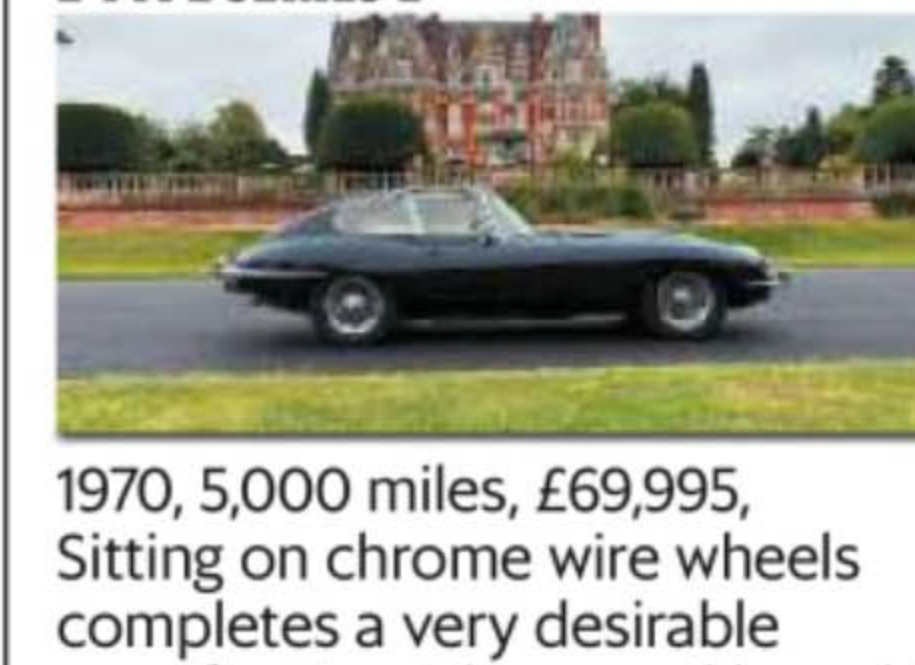 1970, 5,000 miles, £69,995,
Sitting on chrome wire wheels
completes a very desirable